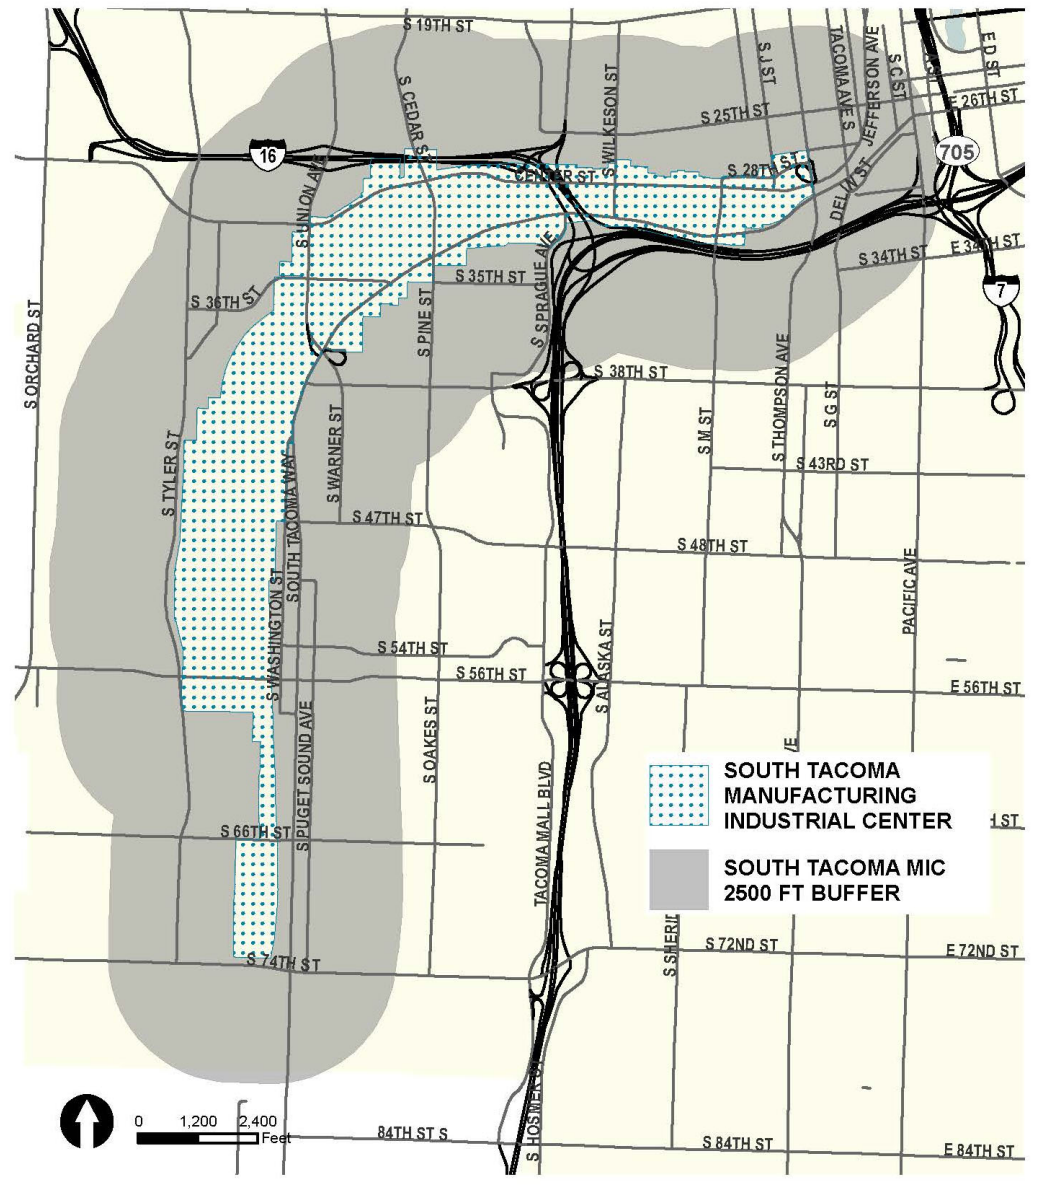 S 19TH ST
S CEDAR ST
S WILKESON ST
S J ST
TACOMA AVE S
JEFFERSON AVE
S C ST
A ST
E D ST
S 25TH ST
E 26TH ST
16
705
S UNION AVE
CENTER ST
S 28TH ST
DELIN ST
S 34TH ST
E 34TH ST
7
S 36TH ST
S 35TH ST
S SPRAGUE AVE
S PINE ST
S ORCHARD ST
S 38TH ST
S THOMPSON AVE
S G ST
S M ST
S TYLER ST
S WARNER ST
SOUTH TACOMA WAY
S 43RD ST
S 47TH ST
S 48TH ST
PACIFIC AVE
S WASHINGTON ST
S 54TH ST
S 56TH ST
S ALASKA ST
E 56TH ST
S PUGET SOUND AVE
S OAKES ST
TACOMA MALL BLVD
VE
SOUTH TACOMA
MANUFACTURING
INDUSTRIAL CENTER
H ST
S 66TH ST
SOUTH TACOMA MIC
2500 FT BUFFER
S SHERID
S 72ND ST
E 72ND ST
S 74TH ST
S HOSMER
0 1,200 2,400
Feet
84TH ST S
S 84TH ST
E 84TH ST